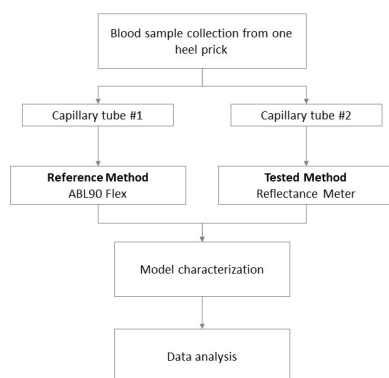 Blood sample collection from one
heel prick
Capillary tube #1
Capillary tube #2
Reference Method
ABL90 Flex
Tested Method
Reflectance Meter
Model characterization
Data analysis